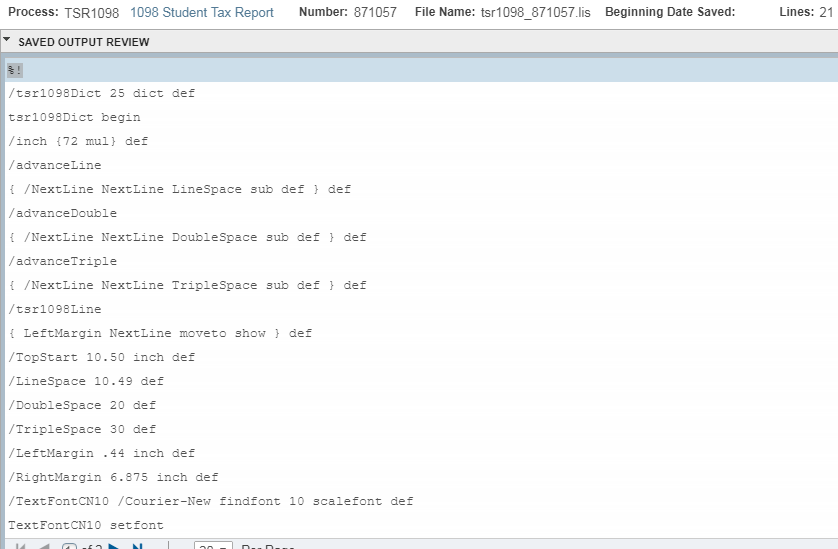 Process: TSR1098 1098 Student Tax Report Number: 871057 File Name: tsr1098_871057.lis Beginning Date Saved: Lines: 21
SAVED OUTPUT REVIEW
%!
/tsr1098Dict 25 dict def
tsr1098Dict begin
/inch {72 mul} def
/advanceLine
{ /NextLine NextLine LineSpace sub def } def
/advanceDouble
{ /NextLine NextLine DoubleSpace sub def } def
/advanceTriple
{ /NextLine NextLine TripleSpace sub def } def
/tsr1098Line
{ LeftMargin NextLine moveto show } def
/TopStart 10.50 inch def
/LineSpace 10.49 def
/DoubleSpace 20 def
/TripleSpace 30 def
/LeftMargin .44 inch def
/RightMargin 6.875 inch def
/TextFontCN10 /Courier-New findfont 10 scalefont def
TextFontCN10 setfont
1 of 2 20 Per Page